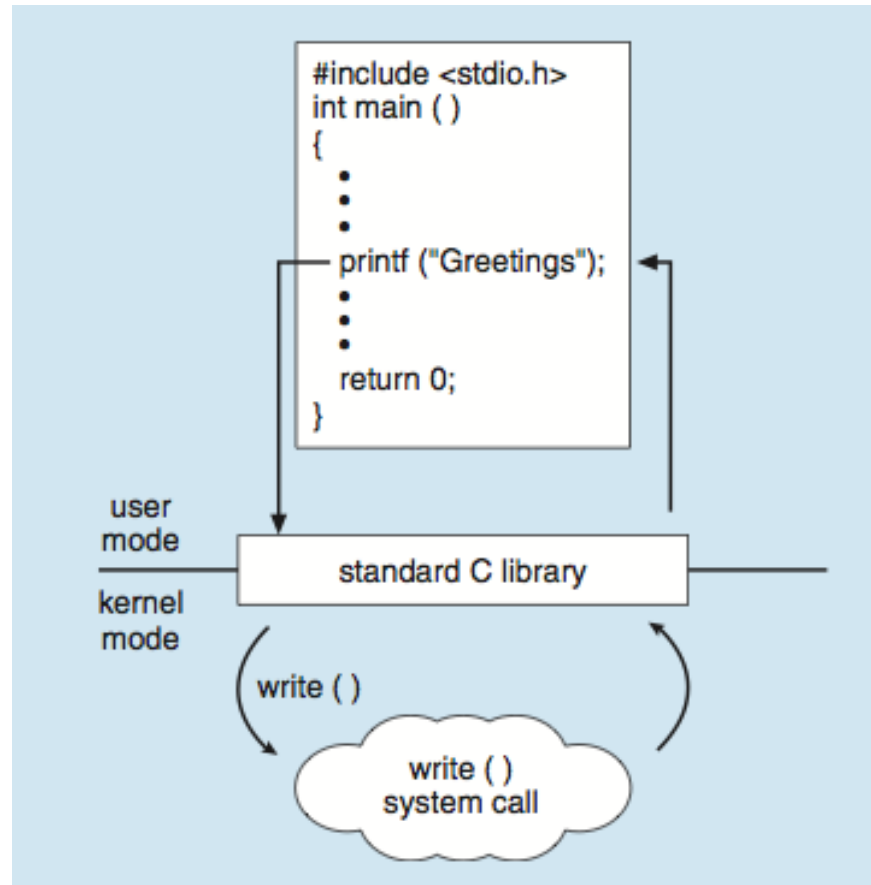 #include <stdio.h>
int main ( )
{
•
•
•
printf ("Greetings");
•
•
•
return 0;
}
user
mode
standard C library
kernel
mode
write ( )
write ( )
system call